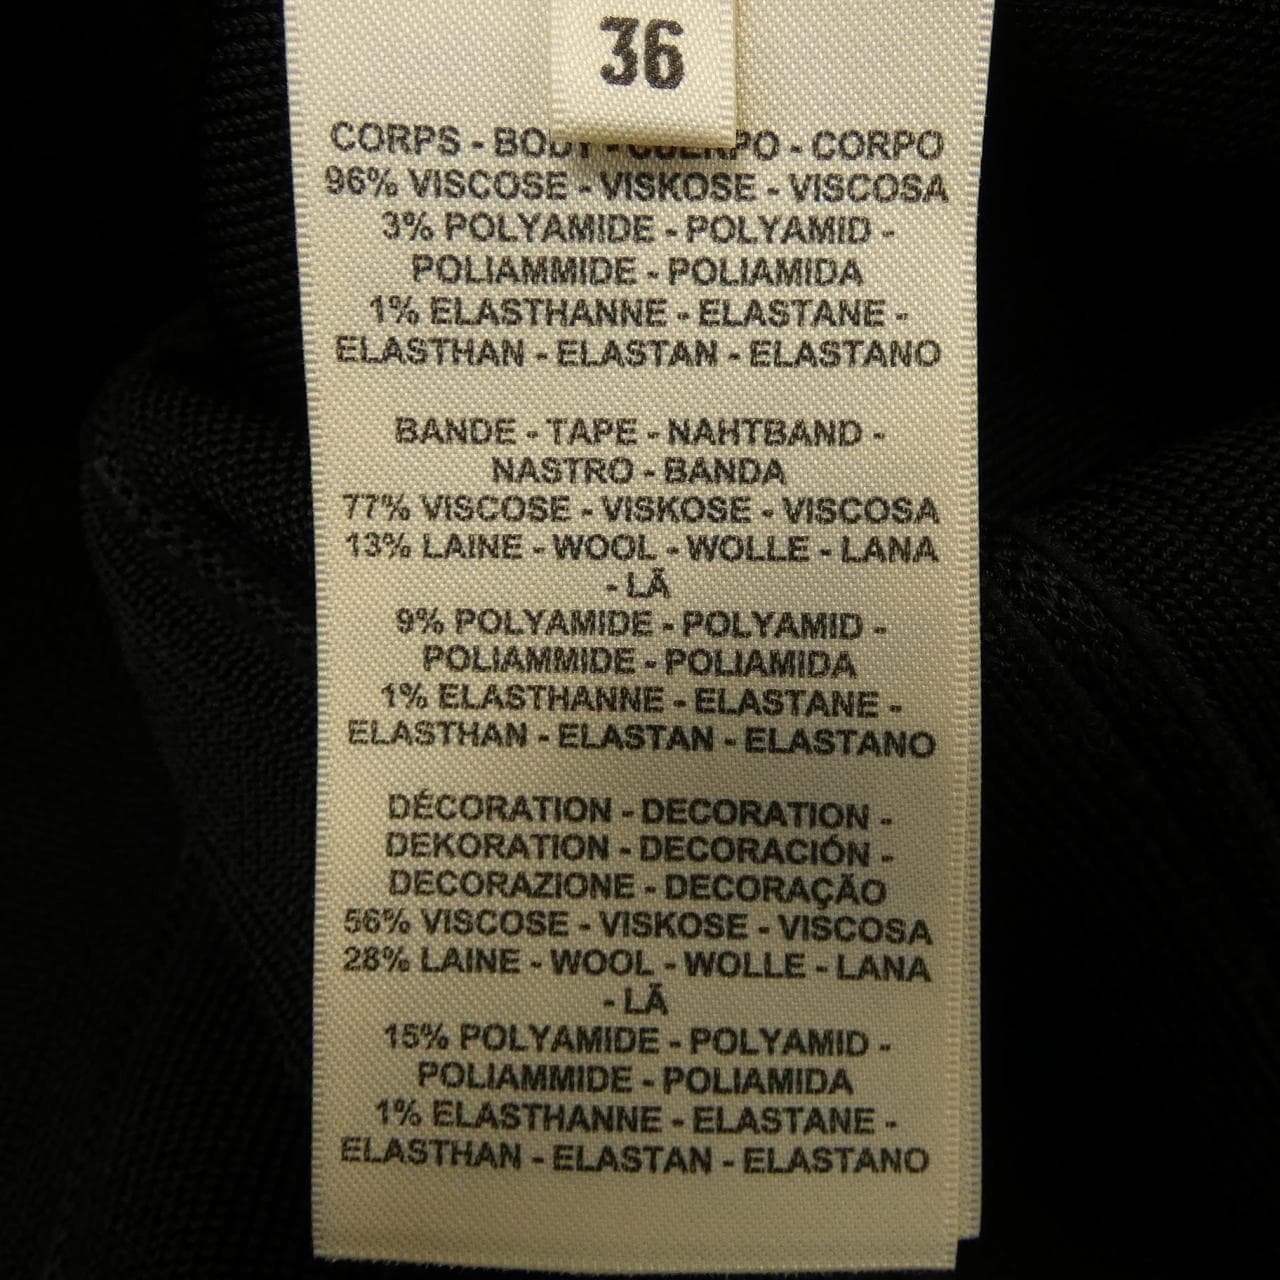 36
CORPS - BODY - CUERPO - CORPO
96% VISCOSE - VISKOSE - VISCOSA
3% POLYAMIDE - POLYAMID -
POLIAMMIDE - POLIAMIDA
1% ELASTHANNE - ELASTANE -
ELASTHAN - ELASTAN - ELASTANO
BANDE - TAPE - NAHTBAND -
NASTRO - BANDA
77% VISCOSE - VISKOSE - VISCOSA
13% LAINE - WOOL - WOLLE - LANA
- LÃ
9% POLYAMIDE - POLYAMID -
POLIAMMIDE - POLIAMIDA
1% ELASTHANNE - ELASTANE -
ELASTHAN - ELASTAN - ELASTANO
DÉCORATION - DECORATION -
DEKORATION - DECORACIÓN -
DECORAZIONE - DECORAÇÃO
56% VISCOSE - VISKOSE - VISCOSA
28% LAINE - WOOL - WOLLE - LANA
- LÃ
15% POLYAMIDE - POLYAMID -
POLIAMMIDE - POLIAMIDA
1% ELASTHANNE - ELASTANE -
ELASTHAN - ELASTAN - ELASTANO